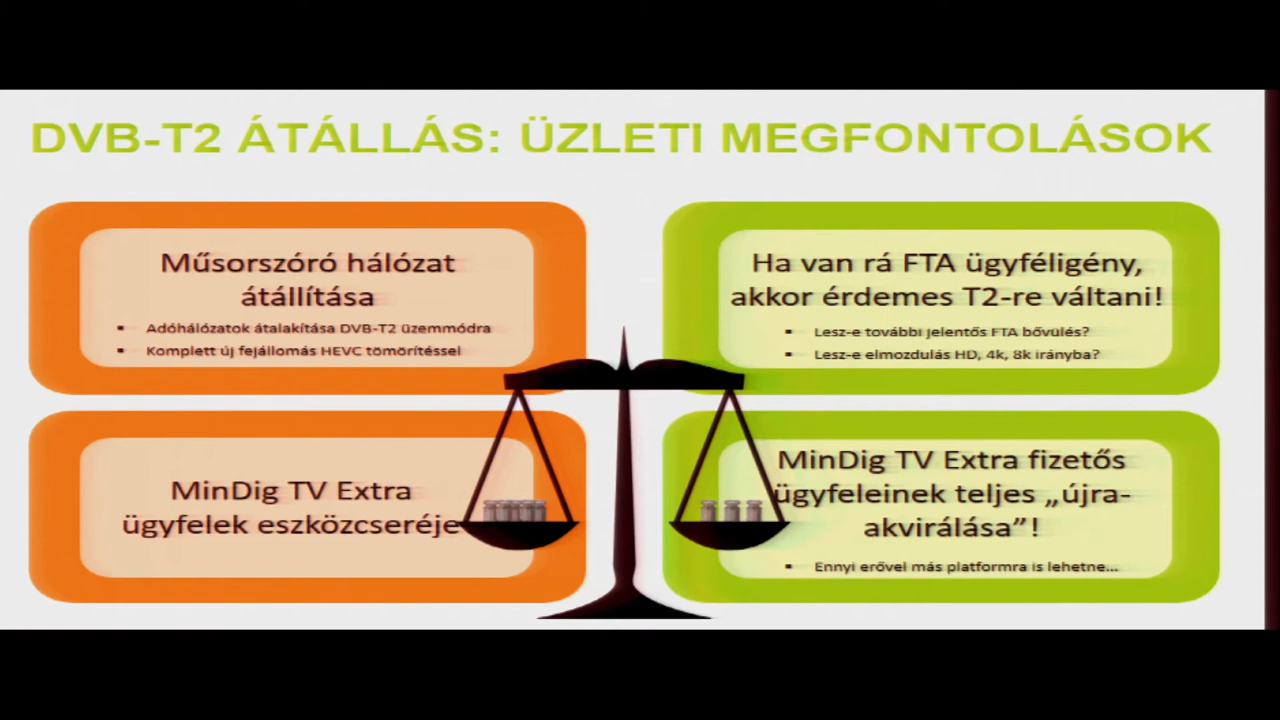 DVB-T2 ÁTÁLLÁS: ÜZLETI MEGFONTOLÁSOK
Műsorszóró hálózat
átállítása
▪ Adóhálózatok átalakítása DVB-T2 üzemmódra
▪ Komplett új fejállomás HEVC tömörítéssel
Ha van rá FTA ügyféligény,
akkor érdemes T2-re váltani!
▪ Lesz-e további jelentős FTA bővülés?
▪ Lesz-e elmozdulás HD, 4k, 8k irányba?
MinDig TV Extra
ügyfelek eszközcseréje
MinDig TV Extra fizetős
ügyfeleinek teljes „újra-
akvirálása”!
▪ Ennyi erővel más platformra is lehetne...